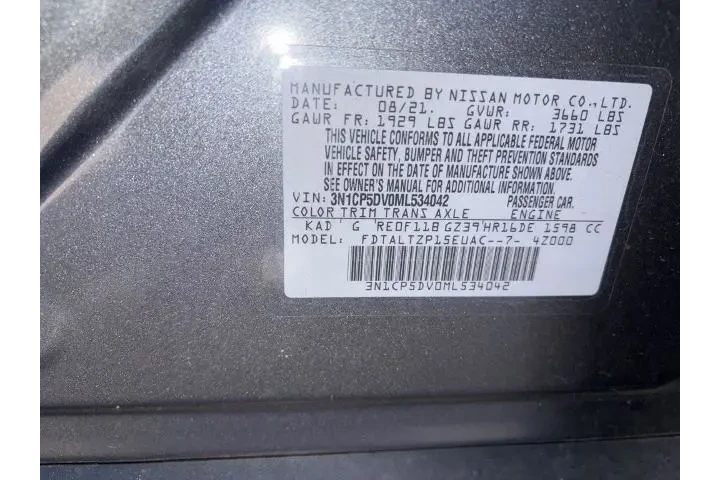 MANUFACTURED BY NISSAN MOTOR CO.,LTD.
DATE: 08/21. GVWR: 3660 LBS
GAWR FR: 1929 LBS GAWR RR: 1731 LBS
THIS VEHICLE CONFORMS TO ALL APPLICABLE FEDERAL MOTOR
VEHICLE SAFETY, BUMPER AND THEFT PREVENTION STANDARDS
IN EFFECT ON THE DATE OF MANUFACTURE SHOWN ABOVE.
SEE OWNER'S MANUAL FOR ADDITIONAL INFORMATION.
VIN: 3N1CP5DV0ML534042 PASSENGER CAR.
COLOR TRIM TRANS AXLE ENGINE
KAD G 'RE0F11B GZ39'HR16DE 1598 CC
MODEL: FDTALTZP15EUAC--7- 4Z000
3N1CP5DV0ML534042